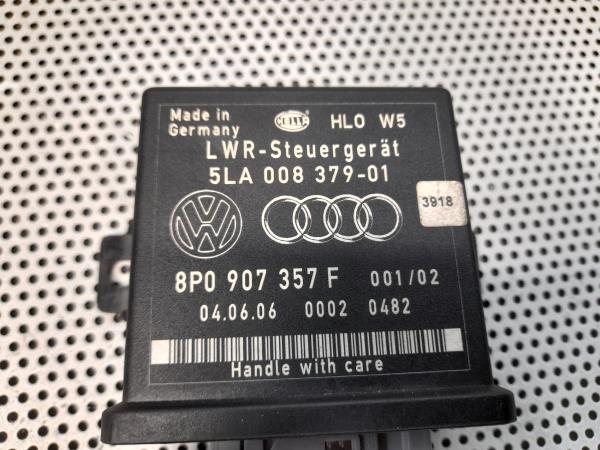 Made in
Germany
HELLA
HLO W5
LWR-Steuergerät
5LA 008 379-01
3918
8P0 907 357 F 001/02
04.06.06 0002 0482
Handle with care